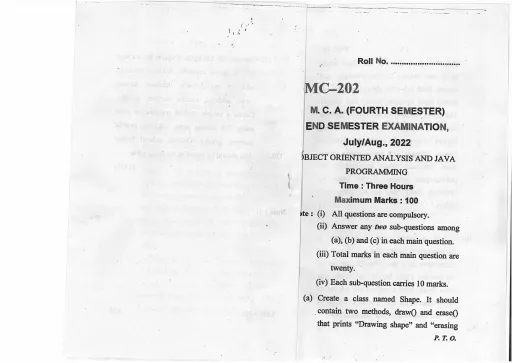 Roll No. ..............................
MC–202
M. C. A. (FOURTH SEMESTER)
END SEMESTER EXAMINATION,
July/Aug., 2022
BJECT ORIENTED ANALYSIS AND JAVA
PROGRAMMING
Time : Three Hours
Maximum Marks : 100
te : (i) All questions are compulsory.
(ii) Answer any two sub-questions among
(a), (b) and (c) in each main question.
(iii) Total marks in each main question are
twenty.
(iv) Each sub-question carries 10 marks.
(a) Create a class named Shape. It should
contain two methods, draw() and erase()
that prints “Drawing shape” and “erasing
P. T. O.